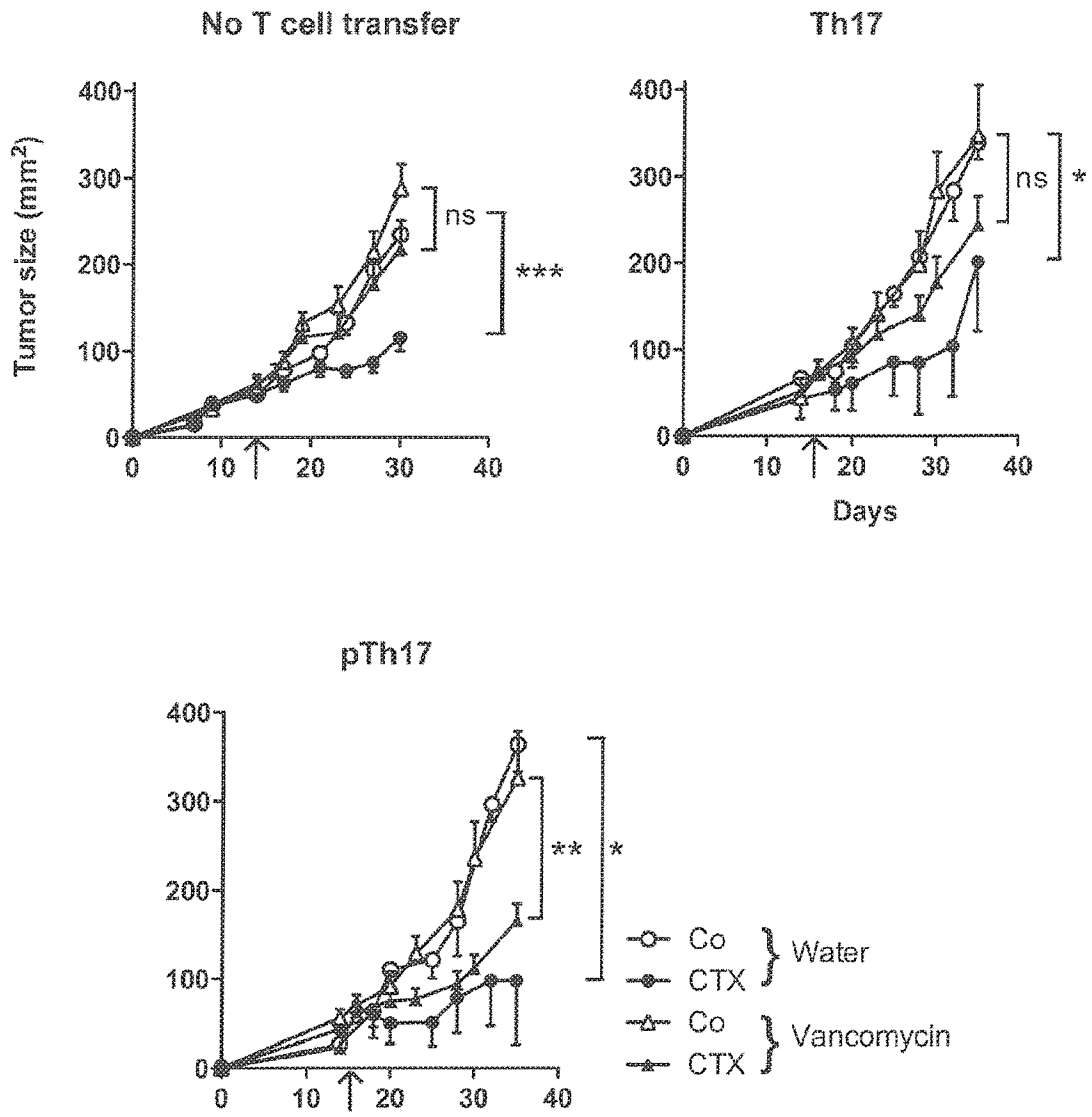 No T cell transfer
Th17
Tumor size (mm²)
400
300
200
100
0
0 10 20 30 40
ns
***
400
300
200
100
0
0 10 20 30 40
ns
*
Days
pTh17
400
300
200
100
0
0 10 20 30 40
**
*
Co
CTX
} Water
Co
CTX
} Vancomycin